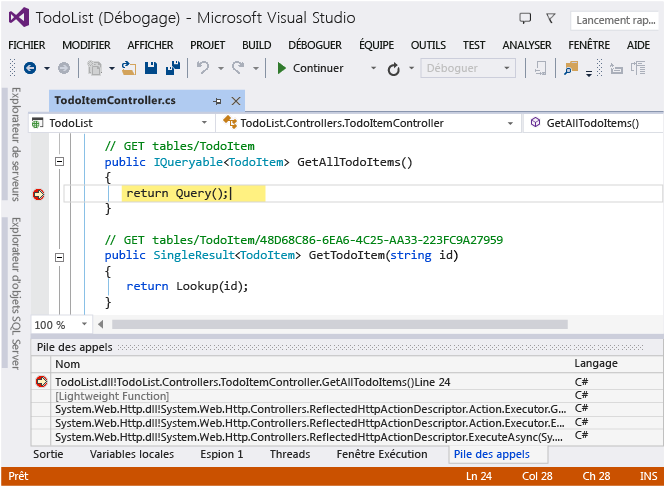 TodoList (Débogage) - Microsoft Visual Studio
Lancement rap...
FICHIER MODIFIER AFFICHER PROJET BUILD DÉBOGUER ÉQUIPE OUTILS TEST ANALYSER FENÊTRE AIDE
Continuer Déboguer
Explorateur de serveurs
Explorateur d'objets SQL Server
TodoItemController.cs
TodoList TodoList.Controllers.TodoItemController GetAllTodoItems()
// GET tables/TodoItem
public IQueryable<TodoItem> GetAllTodoItems()
{
return Query();
}
// GET tables/TodoItem/48D68C86-6EA6-4C25-AA33-223FC9A27959
public SingleResult<TodoItem> GetTodoItem(string id)
{
return Lookup(id);
}
100 %
Pile des appels
Nom Langage
TodoList.dll!TodoList.Controllers.TodoItemController.GetAllTodoItems()Line 24 C#
[Lightweight Function] C#
System.Web.Http.dll!System.Web.Http.Controllers.ReflectedHttpActionDescriptor.Action.Executor.G... C#
System.Web.Http.dll!System.Web.Http.Controllers.ReflectedHttpActionDescriptor.Action.Executor.E... C#
System.Web.Http.dll!System.Web.Http.Controllers.ReflectedHttpActionDescriptor.ExecuteAsync(Sy.... C#
Sortie Variables locales Espion 1 Threads Fenêtre Exécution Pile des appels
Prêt Ln 24 Col 28 Ch 28 INS